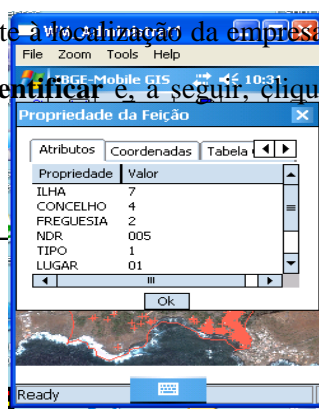 te à localização da empresa
File Zoom Tools Help
IBGE-Mobile GIS 10:31
entificar e, a seguir, cliqu
Propriedade da Feição
Atributos Coordenadas Tabela
Propriedade Valor
ILHA 7
CONCELHO 4
FREGUESIA 2
NDR 005
TIPO 1
LUGAR 01
Ok
Ready